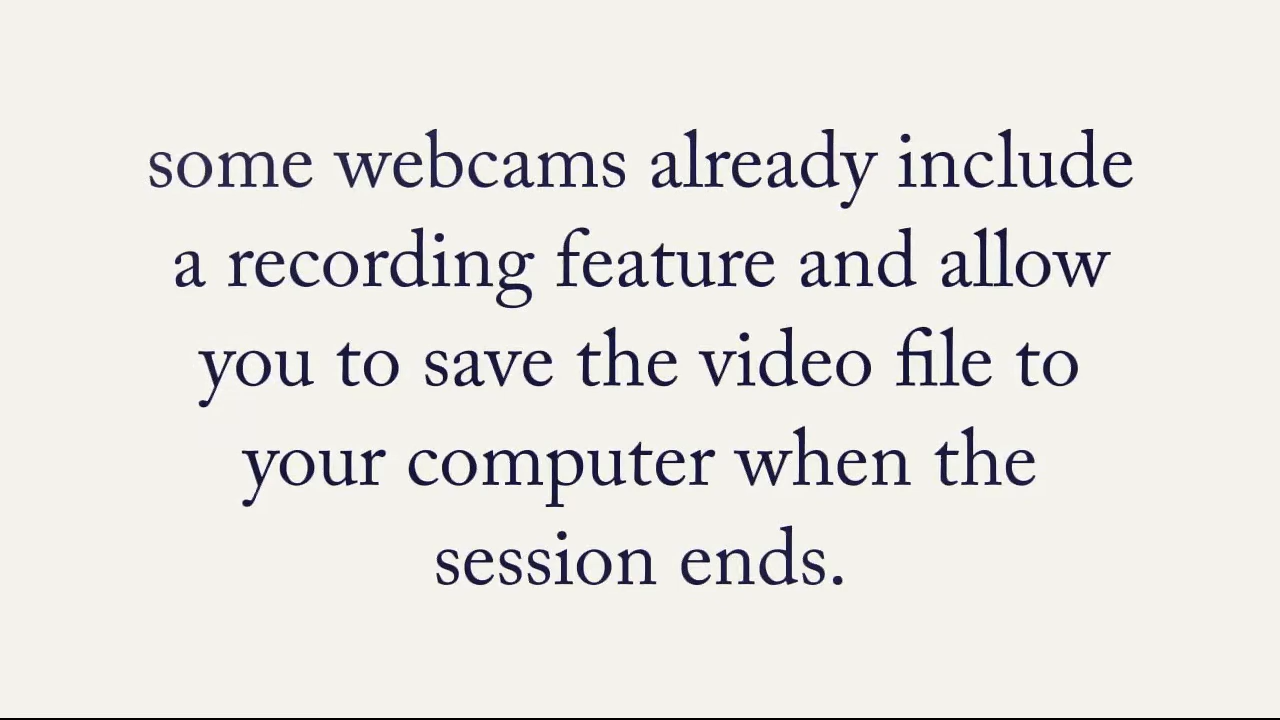 some webcams already include
a recording feature and allow
you to save the video file to
your computer when the
session ends.